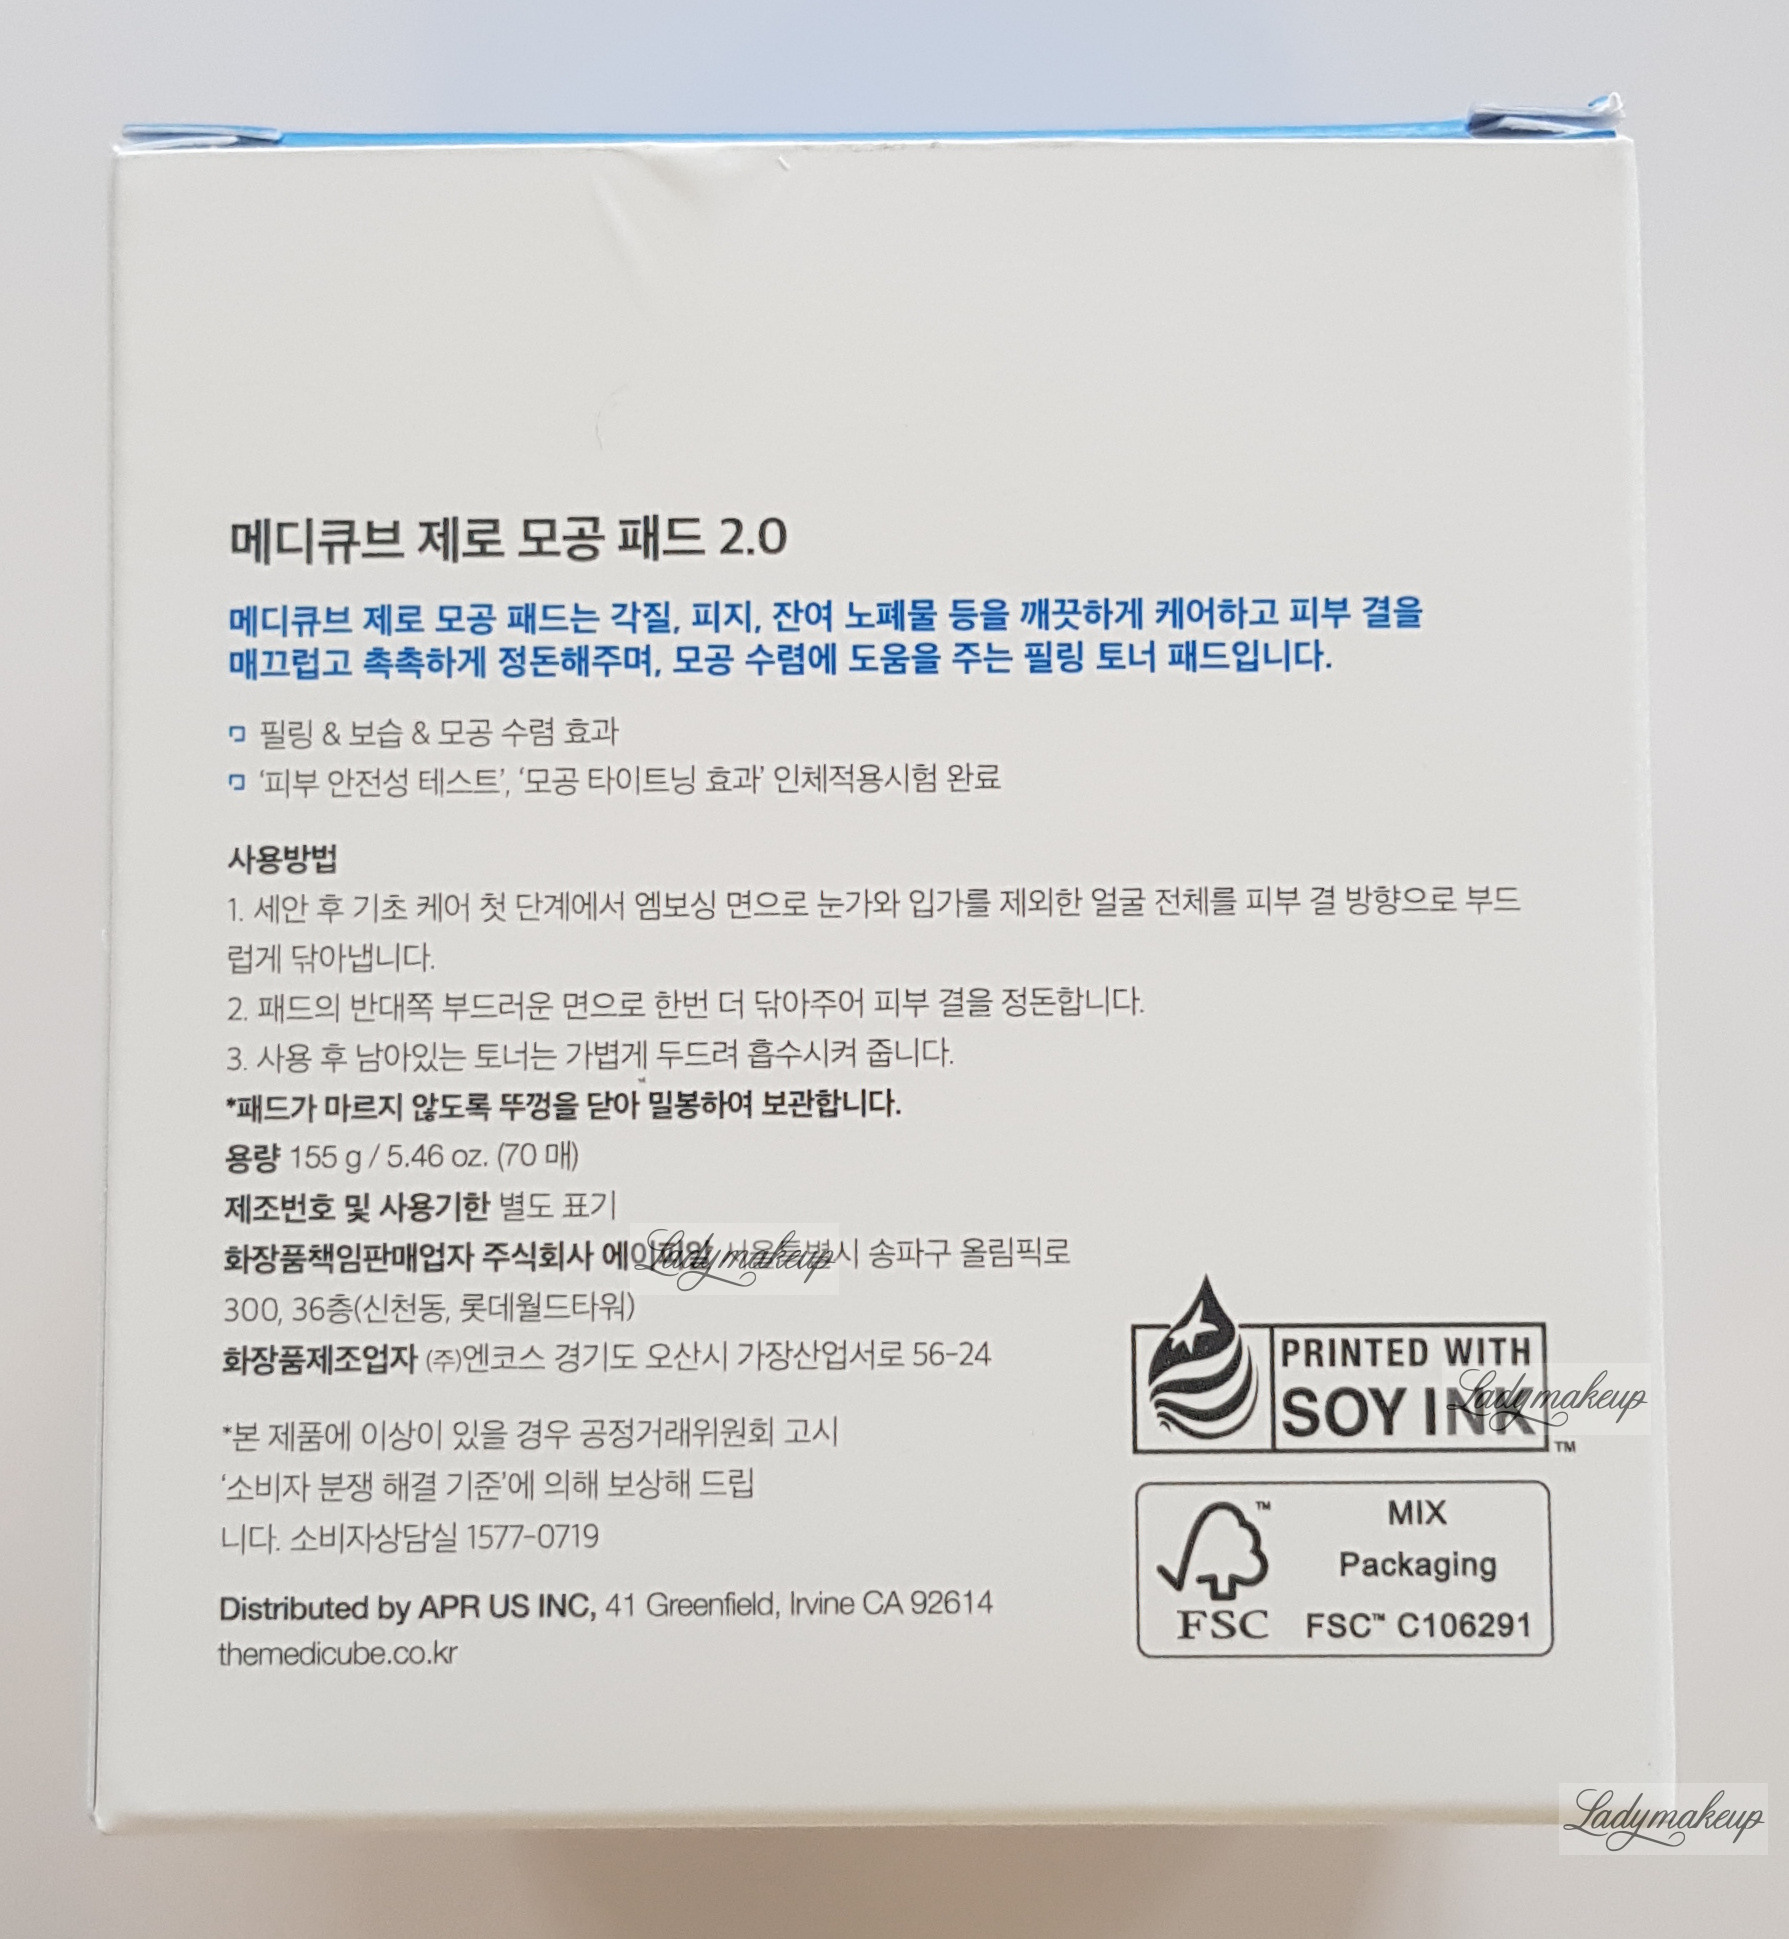 메디큐브 제로 모공 패드 2.0
메디큐브 제로 모공 패드는 각질, 피지, 잔여 노폐물 등을 깨끗하게 케어하고 피부 결을
매끄럽고 촉촉하게 정돈해주며, 모공 수렴에 도움을 주는 필링 토너 패드입니다.
필링 & 보습 & 모공 수렴 효과
‘피부 안전성 테스트’, ‘모공 타이트닝 효과’ 인체적용시험 완료
사용방법
1. 세안 후 기초 케어 첫 단계에서 엠보싱 면으로 눈가와 입가를 제외한 얼굴 전체를 피부 결 방향으로 부드
럽게 닦아냅니다.
2. 패드의 반대쪽 부드러운 면으로 한번 더 닦아주어 피부 결을 정돈합니다.
3. 사용 후 남아있는 토너는 가볍게 두드려 흡수시켜 줍니다.
*패드가 마르지 않도록 뚜껑을 닫아 밀봉하여 보관합니다.
용량 155 g / 5.46 oz. (70 매)
제조번호 및 사용기한 별도 표기
화장품책임판매업자 주식회사 에이피알 서울특별시 송파구 올림픽로
Ladymakeup
300, 36층(신천동, 롯데월드타워)
화장품제조업자 (주)엔코스 경기도 오산시 가장산업서로 56-24
*본 제품에 이상이 있을 경우 공정거래위원회 고시
‘소비자 분쟁 해결 기준’에 의해 보상해 드립
니다. 소비자상담실 1577-0719
Distributed by APR US INC, 41 Greenfield, Irvine CA 92614
themedicube.co.kr
PRINTED WITH
SOY INK ™
Ladymakeup
™
FSC
MIX
Packaging
FSC™ C106291
Ladymakeup